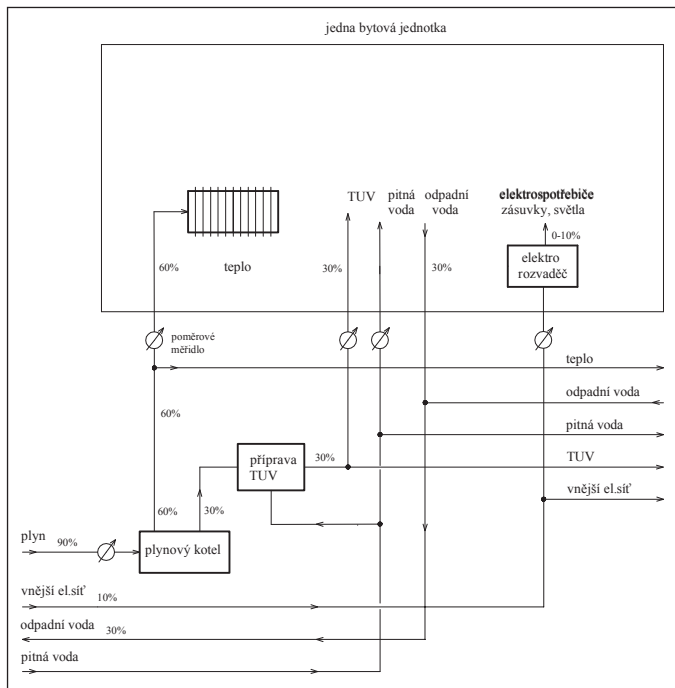 jedna bytová jednotka
TUV
pitná
voda
odpadní
voda
elektrospotřebiče
zásuvky, světla
0-10%
elektro
rozvaděč
teplo
60%
30%
30%
poměrové
měřidlo
teplo
odpadní voda
60%
pitná voda
příprava
TUV
30%
TUV
vnější el.síť
60%
30%
plyn
90%
plynový kotel
vnější el.síť
10%
odpadní voda
30%
pitná voda